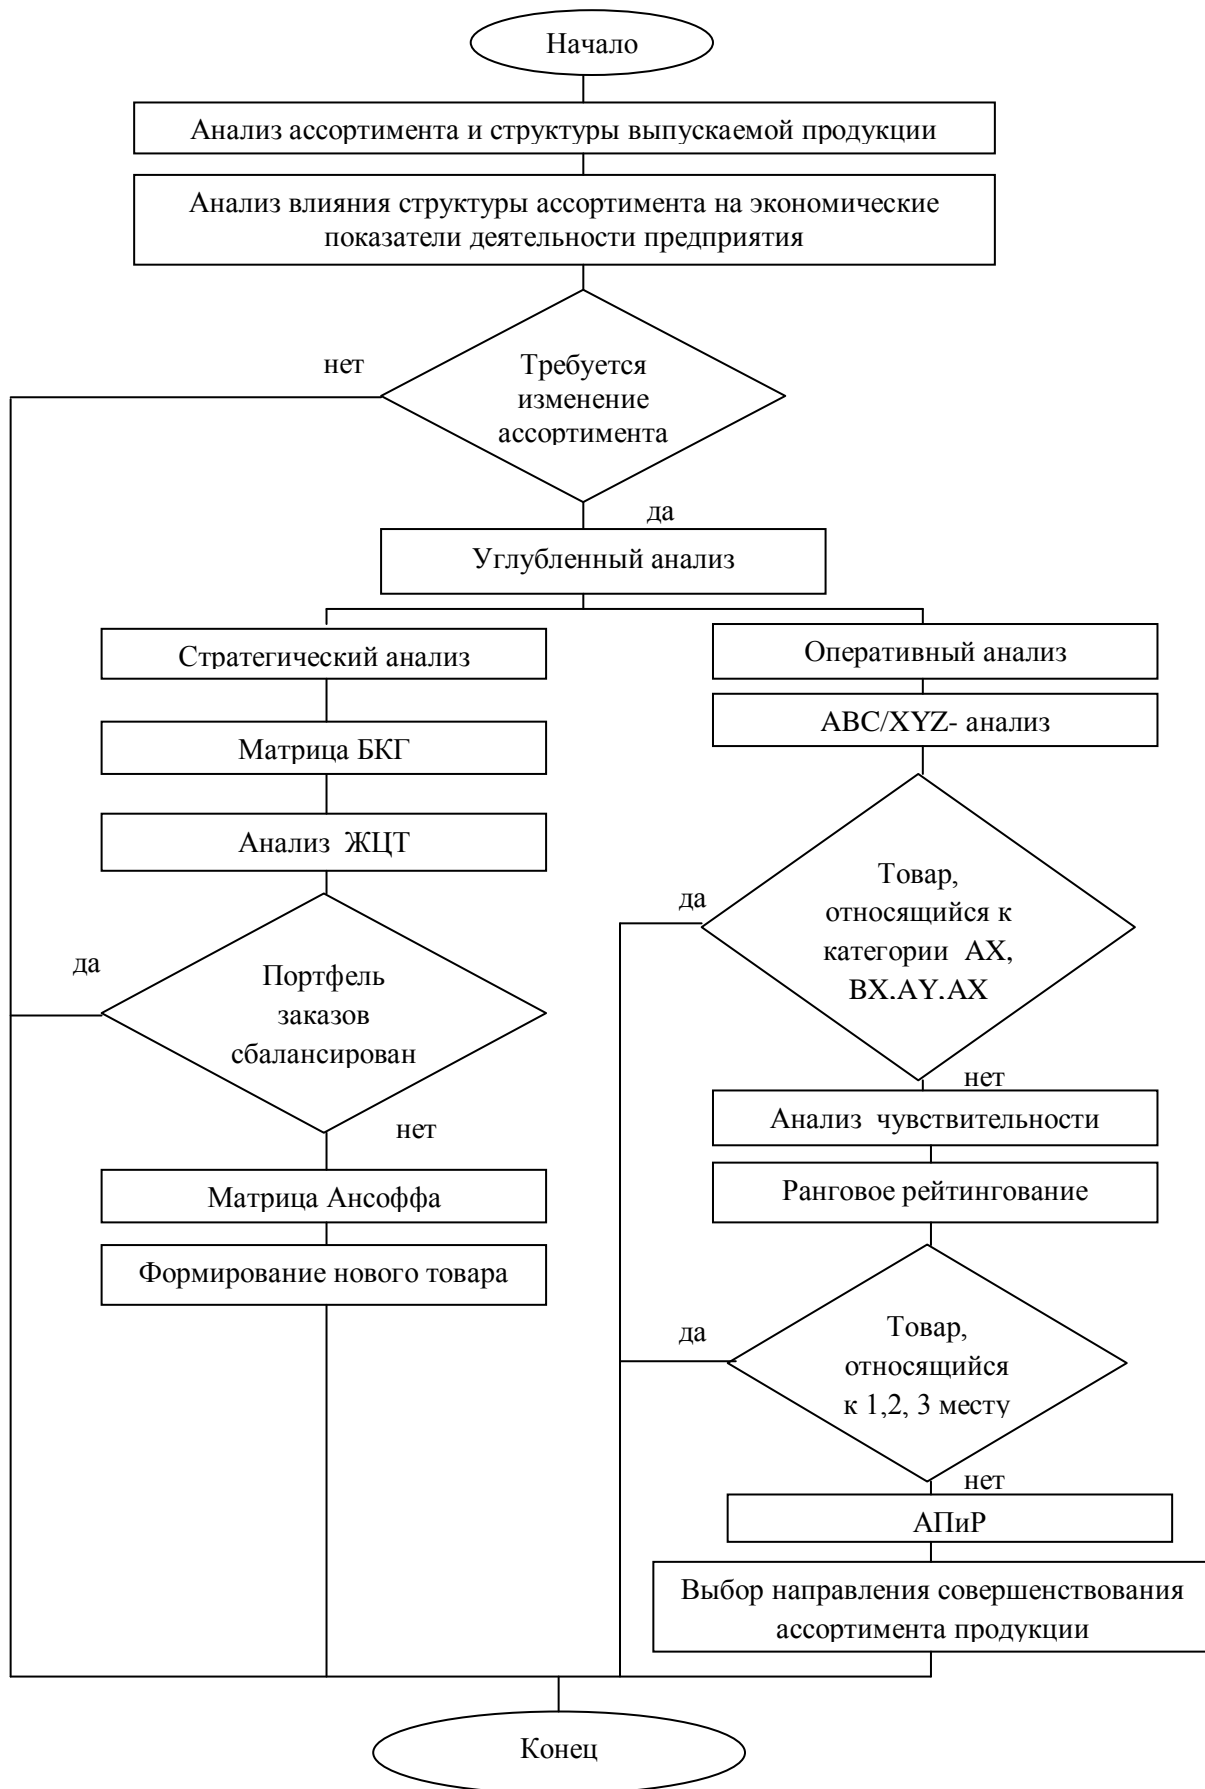 Начало
Анализ ассортимента и структуры выпускаемой продукции
Анализ влияния структуры ассортимента на экономические
показатели деятельности предприятия
нет
Требуется
изменение
ассортимента
да
Углубленный анализ
Стратегический анализ
Матрица БКГ
Анализ ЖЦТ
да
Портфель
заказов
сбалансирован
нет
Матрица Ансоффа
Формирование нового товара
Оперативный анализ
ABC/XYZ- анализ
да
Товар,
относящийся к
категории АХ,
BX.AY.AX
нет
Анализ чувствительности
Ранговое рейтингование
да
Товар,
относящийся
к 1,2, 3 месту
нет
АПиР
Выбор направления совершенствования
ассортимента продукции
Конец